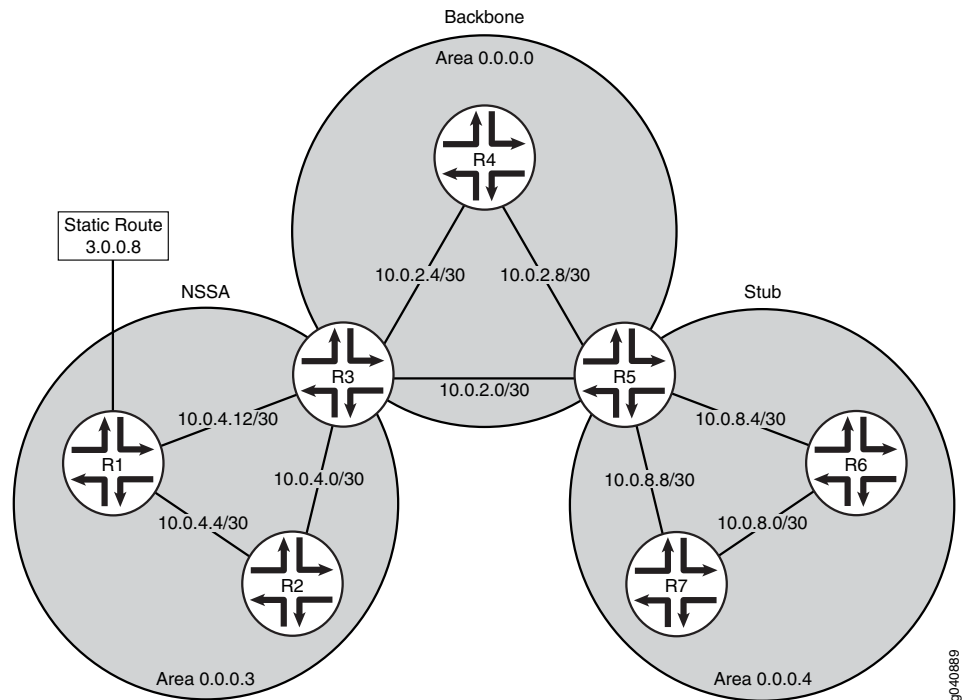 Backbone
Area 0.0.0.0
R4
Static Route
3.0.0.8
10.0.2.4/30
10.0.2.8/30
NSSA
Stub
R3
R5
10.0.2.0/30
10.0.4.12/30
10.0.8.4/30
R1
R6
10.0.4.0/30
10.0.8.8/30
10.0.4.4/30
10.0.8.0/30
R2
R7
Area 0.0.0.3
Area 0.0.0.4
g040889